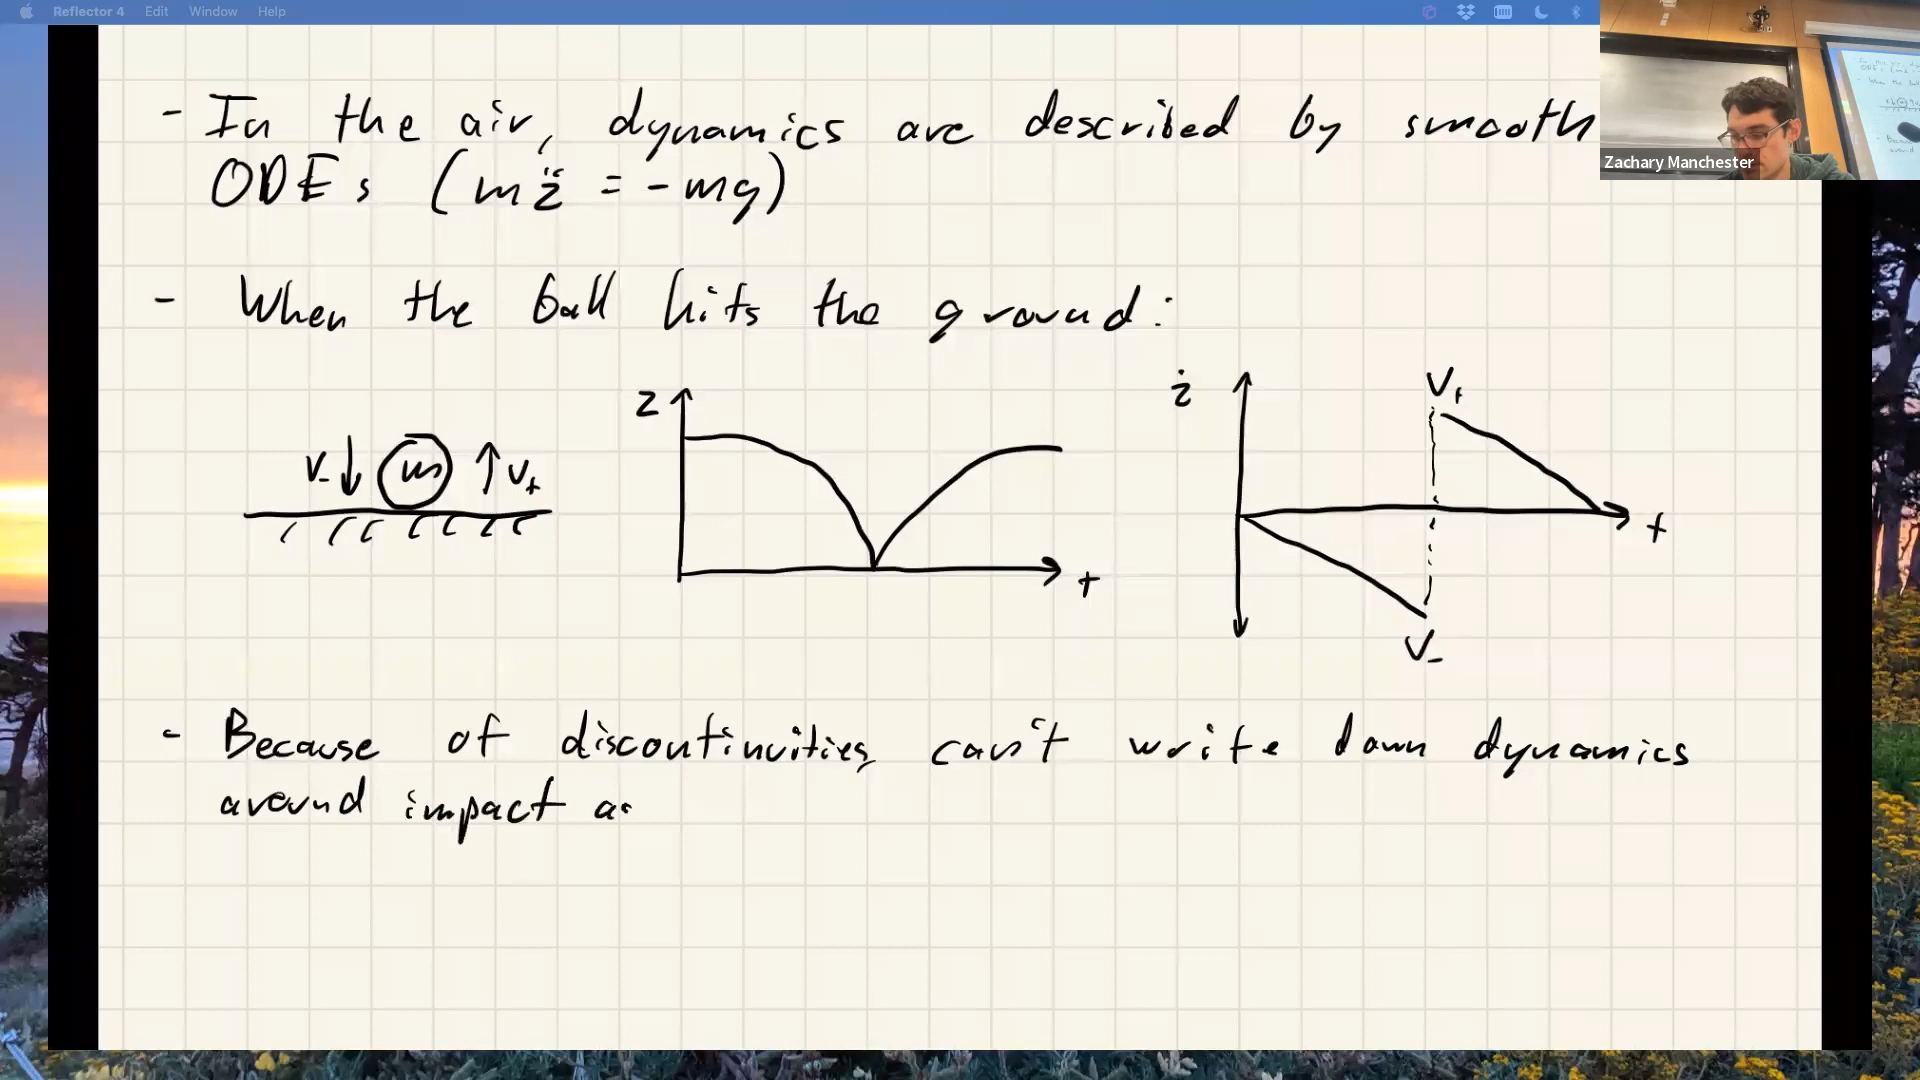 Reflector 4 Edit Window Help
- In the air, dynamics are described by smooth
ODEs (mz̈ = -mg)
Zachary Manchester
- When the ball hits the ground:
V- m V+
z
t
ż
V+
t
V-
- Because of discontinuities, can't write down dynamics
around impact as